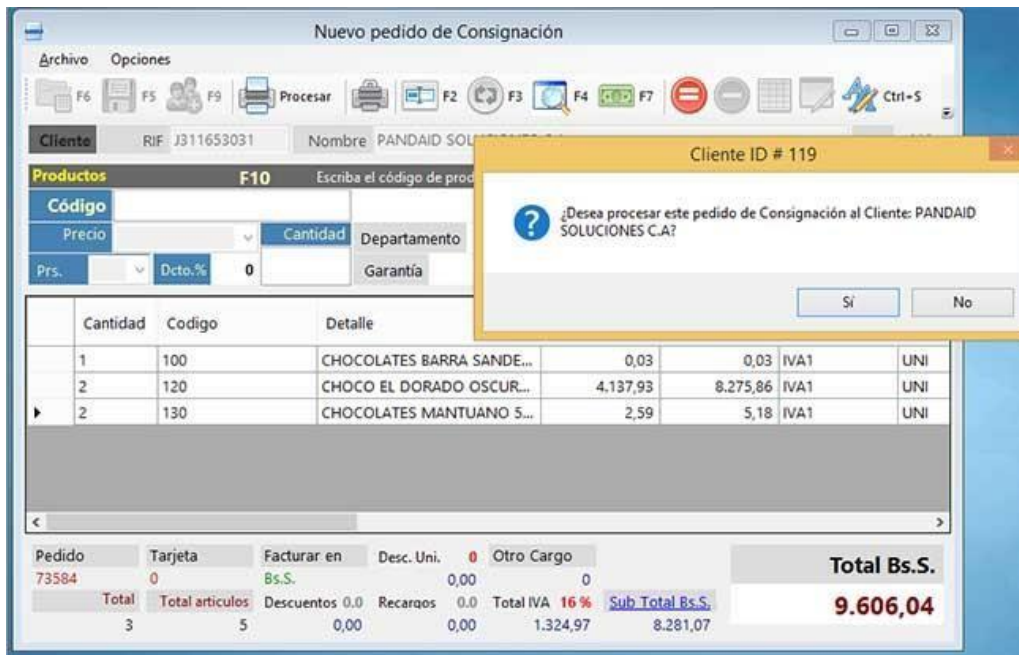 Nuevo pedido de Consignación
Archivo Opciones
F6 F5 F9 Procesar F2 F3 F4 F7 Ctrl+S
Cliente RIF J311653031 Nombre PANDAID
Cliente ID # 119
¿Desea procesar este pedido de Consignación al Cliente: PANDAID
SOLUCIONES C.A?
Sí No
Productos F10 Escriba el código de
Código
Precio Cantidad Departamento
Prs. Dcto.% 0 Garantía
Cantidad Codigo Detalle
1 100 CHOCOLATES BARRA SANDE... 0,03 0,03 IVA1 UNI
2 120 CHOCO EL DORADO OSCUR... 4.137,93 8.275,86 IVA1 UNI
2 130 CHOCOLATES MANTUANO 5... 2,59 5,18 IVA1 UNI
Pedido Tarjeta Facturar en Desc. Uni. 0 Otro Cargo
Total Bs.S.
73584 0 Bs.S. 0,00 0
Total Total articulos Descuentos 0.0 Recargos 0.0 Total IVA 16 % Sub Total Bs.S.
9.606,04
3 5 0,00 0,00 1.324,97 8.281,07